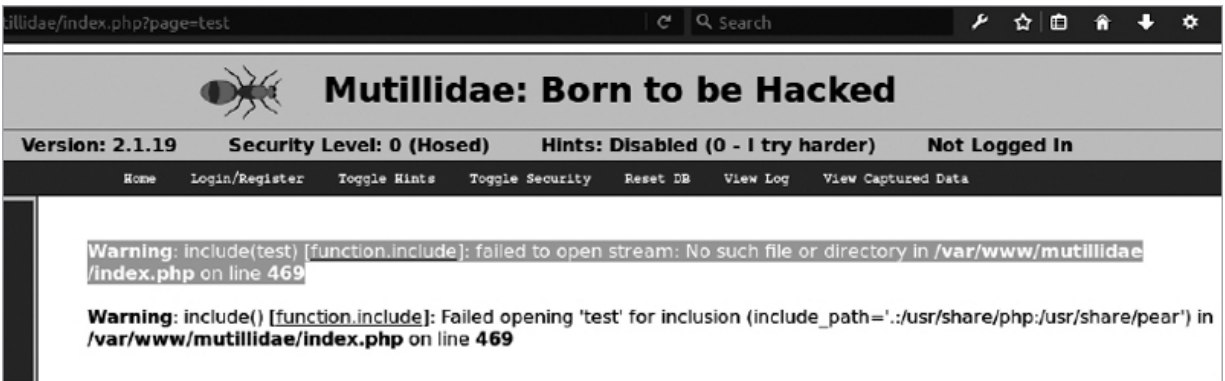 tillidae/index.php?page=test
Search
Mutillidae: Born to be Hacked
Version: 2.1.19 Security Level: 0 (Hosed) Hints: Disabled (0 - I try harder) Not Logged In
Home Login/Register Toggle Hints Toggle Security Reset DB View Log View Captured Data
Warning: include(test) [function.include]: failed to open stream: No such file or directory in /var/www/mutillidae
/index.php on line 469
Warning: include() [function.include]: Failed opening 'test' for inclusion (include_path='.:/usr/share/php:/usr/share/pear') in
/var/www/mutillidae/index.php on line 469